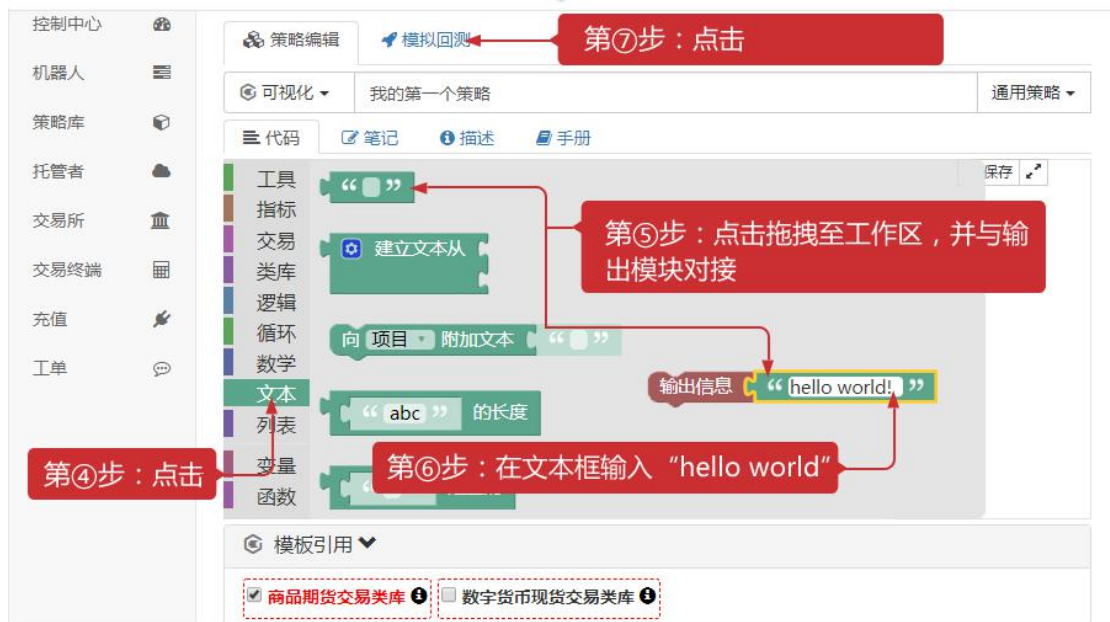 控制中心
机器人
策略库
托管者
交易所
交易终端
充值
工单
策略编辑 模拟回测
第⑦步：点击
可视化 我的第一个策略 通用策略
代码 笔记 描述 手册
保存
工具
指标
交易
类库
逻辑
循环
数学
文本
列表
变量
函数
“ ”
建立文本从
向 项目 附加文本 “ ”
“ abc ” 的长度
第⑤步：点击拖拽至工作区，并与输
出模块对接
输出信息 “ hello world! ”
第④步：点击
第⑥步：在文本框输入“hello world”
模板引用
商品期货交易类库 数字货币现货交易类库